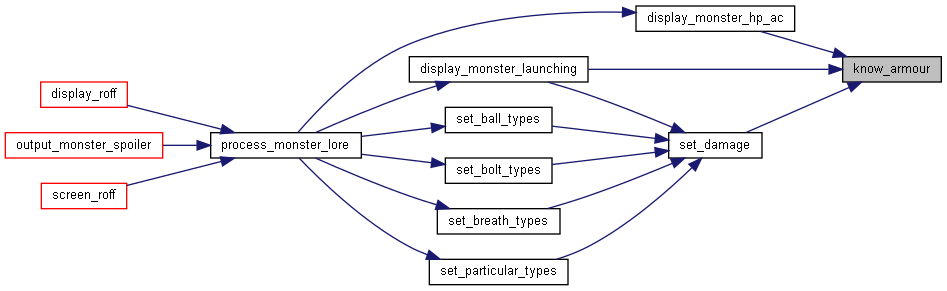 display_monster_hp_ac
display_monster_launching
know_armour
display_roff
set_ball_types
output_monster_spoiler
process_monster_lore
set_damage
set_bolt_types
screen_roff
set_breath_types
set_particular_types